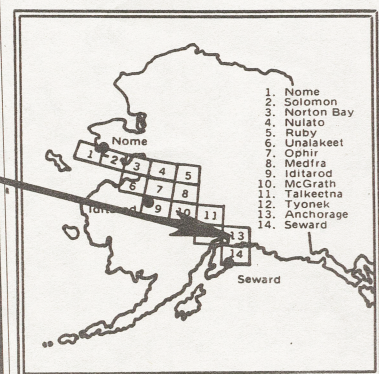 1. Nome
2. Solomon
3. Norton Bay
4. Nulato
5. Ruby
6. Unalakeet
7. Ophir
8. Medfra
9. Iditarod
10. McGrath
11. Talkeetna
12. Tyonek
13. Anchorage
14. Seward
Nome
1 2 3 4 5
6 7 8
Iditarod 9 10 11
13
14
Seward